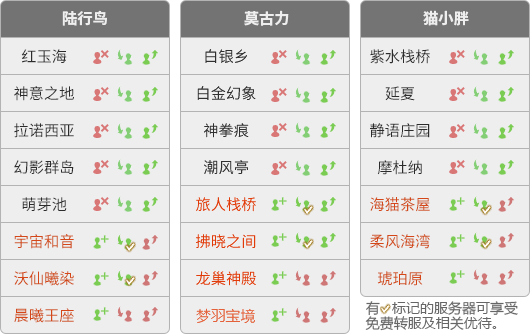 陆行鸟
红玉海
神意之地
拉诺西亚
幻影群岛
萌芽池
宇宙和音
沃仙曦染
晨曦王座
莫古力
白银乡
白金幻象
神拳痕
潮风亭
旅人栈桥
拂晓之间
龙巢神殿
梦羽宝境
猫小胖
紫水栈桥
延夏
静语庄园
摩杜纳
海猫茶屋
柔风海湾
琥珀原
有标记的服务器可享受
免费转服及相关优待。